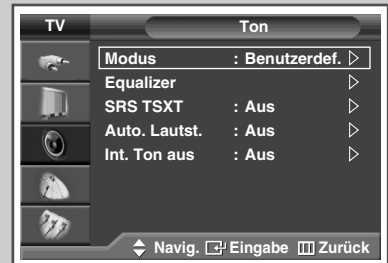 TV Ton
Modus : Benutzerdef.
Equalizer
SRS TSXT : Aus
Auto. Lautst. : Aus
Int. Ton aus : Aus
Navig. Eingabe Zurück